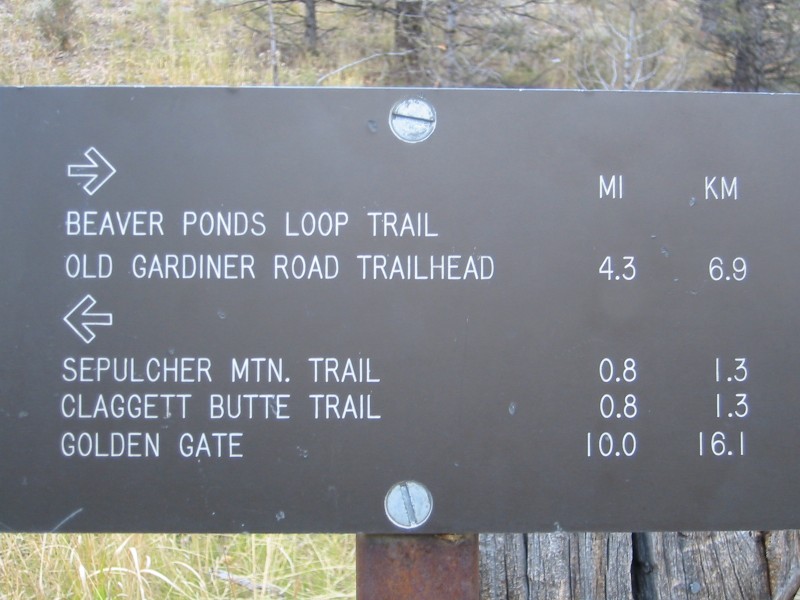 MI KM
BEAVER PONDS LOOP TRAIL
OLD GARDINER ROAD TRAILHEAD 4.3 6.9
SEPULCHER MTN. TRAIL 0.8 1.3
CLAGGETT BUTTE TRAIL 0.8 1.3
GOLDEN GATE 10.0 16.1